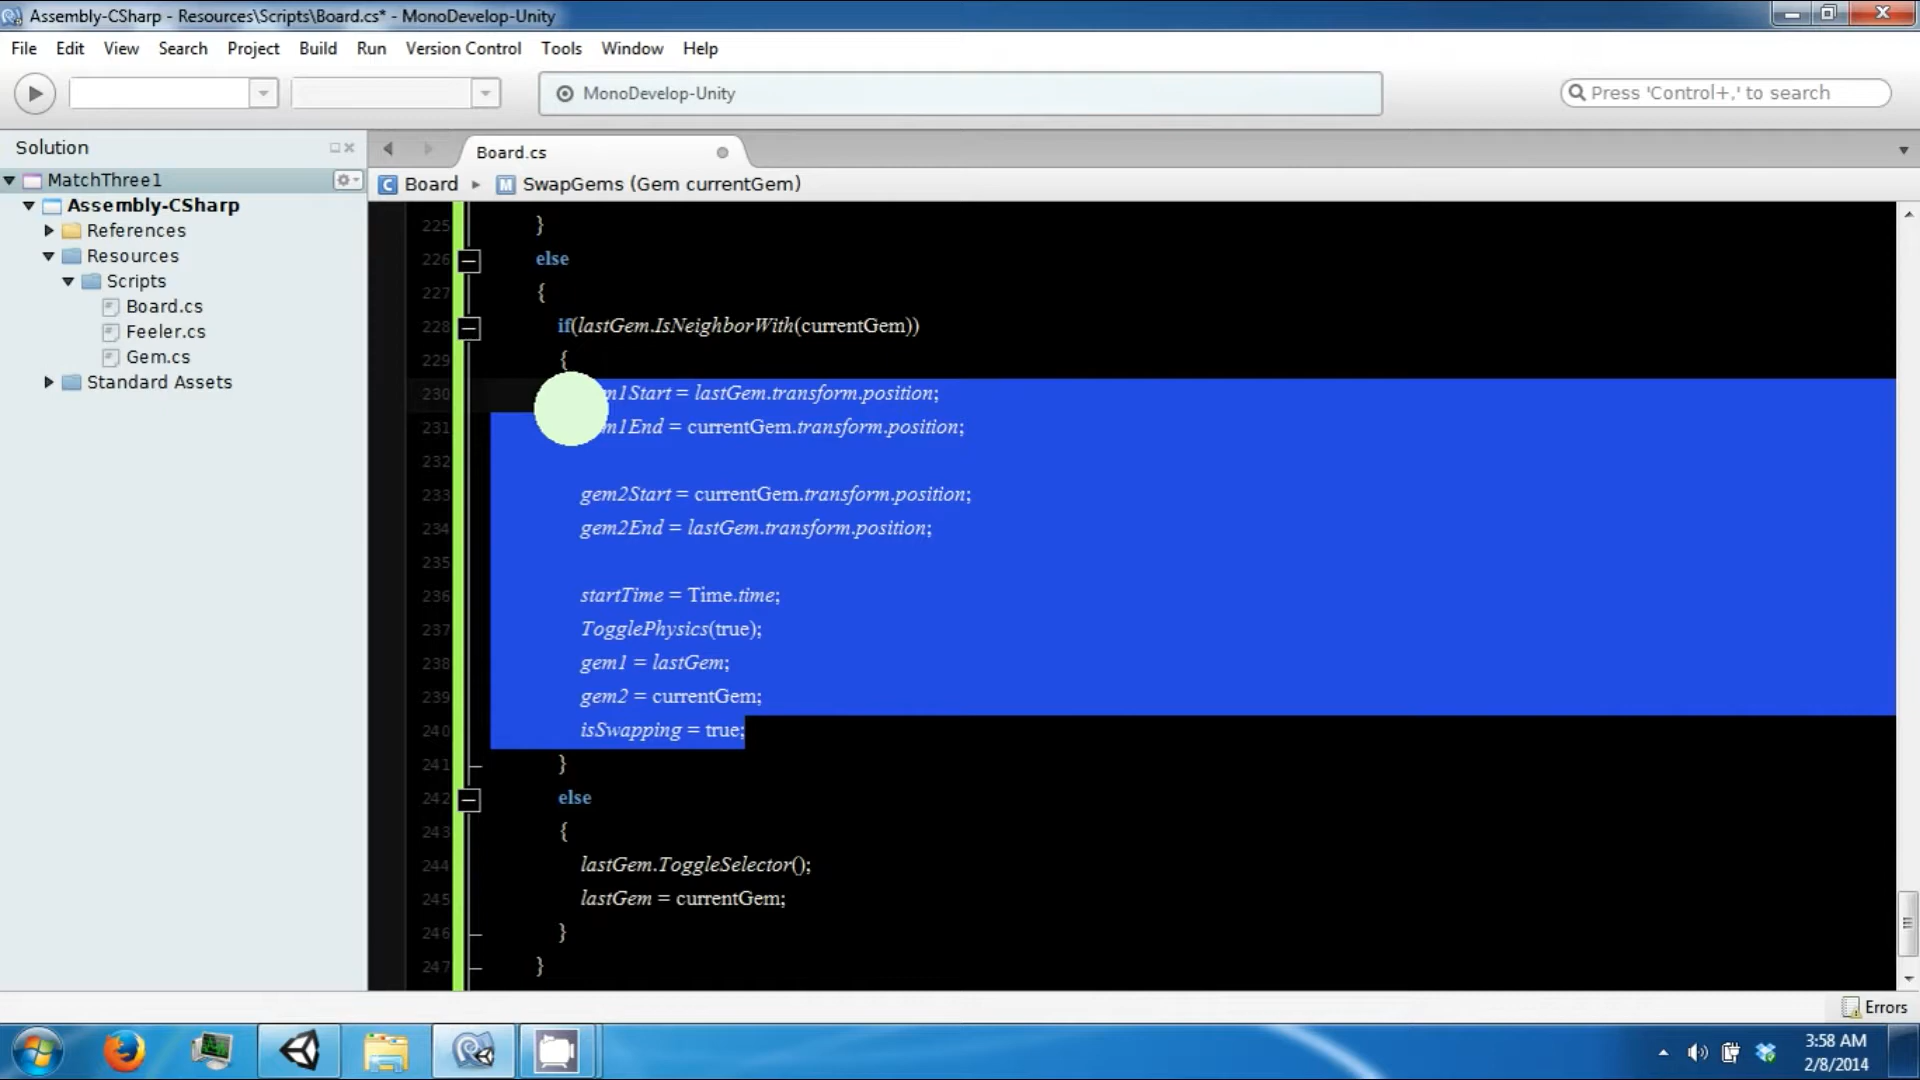 Assembly-CSharp - Resources\Scripts\Board.cs* - MonoDevelop-Unity
File Edit View Search Project Build Run Version Control Tools Window Help
MonoDevelop-Unity
Press 'Control+,' to search
Solution
Board.cs
MatchThree1
Board SwapGems (Gem currentGem)
Assembly-CSharp
References
Resources
Scripts
Board.cs
Feeler.cs
Gem.cs
Standard Assets
225 }
226 else
227 {
228 if(lastGem.IsNeighborWith(currentGem))
229 {
230 m1Start = lastGem.transform.position;
231 m1End = currentGem.transform.position;
232
233 gem2Start = currentGem.transform.position;
234 gem2End = lastGem.transform.position;
235
236 startTime = Time.time;
237 TogglePhysics(true);
238 gem1 = lastGem;
239 gem2 = currentGem;
240 isSwapping = true;
241 }
242 else
243 {
244 lastGem.ToggleSelector();
245 lastGem = currentGem;
246 }
247 }
Errors
3:58 AM
2/8/2014